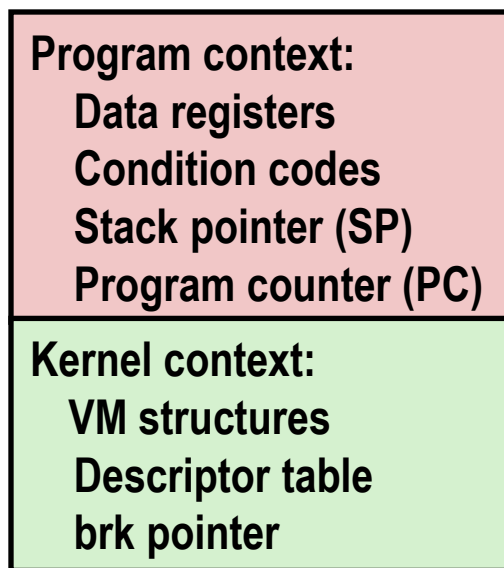 Program context:
Data registers
Condition codes
Stack pointer (SP)
Program counter (PC)
Kernel context:
VM structures
Descriptor table
brk pointer